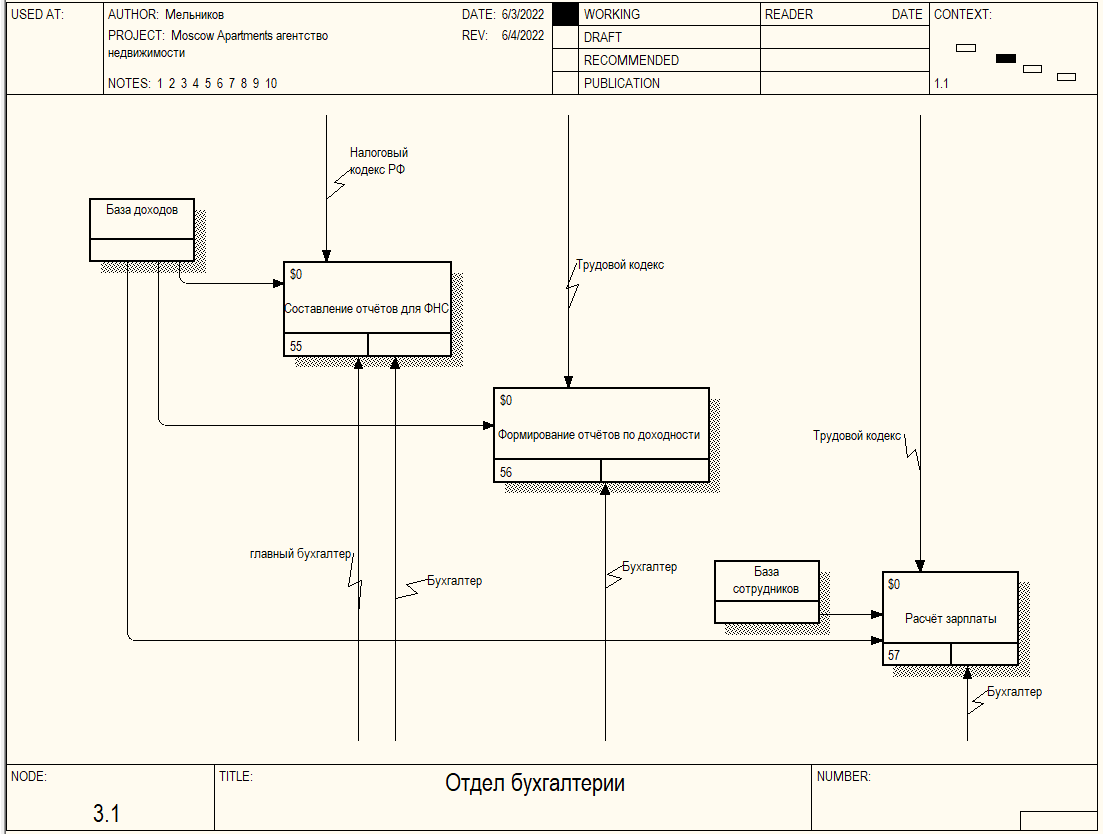 USED AT:
AUTHOR: Мельников
DATE: 6/3/2022
PROJECT: Moscow Apartments агентство
недвижимости
REV: 6/4/2022
NOTES: 1 2 3 4 5 6 7 8 9 10
WORKING
DRAFT
RECOMMENDED
PUBLICATION
READER
DATE
CONTEXT:
1.1
Налоговый
кодекс РФ
База доходов
$0
Составление отчётов для ФНС
55
Трудовой кодекс
$0
Формирование отчётов по доходности
56
Трудовой кодекс
главный бухгалтер
Бухгалтер
Бухгалтер
База
сотрудников
$0
Расчёт зарплаты
57
Бухгалтер
NODE:
3.1
TITLE:
Отдел бухгалтерии
NUMBER: